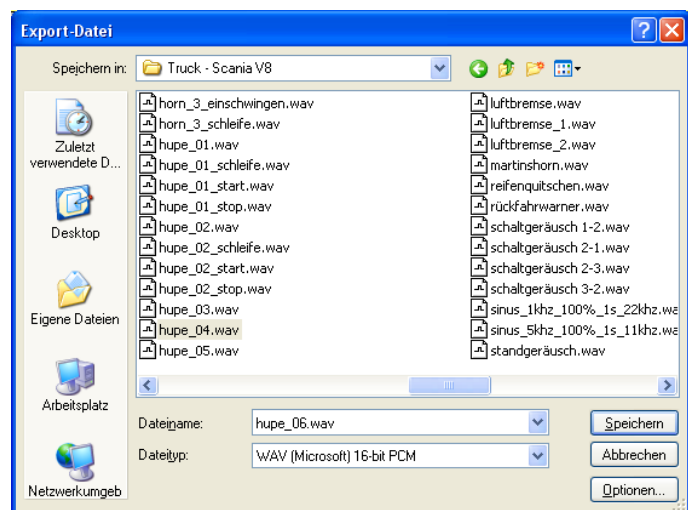 Export-Datei
Speichern in:
Truck - Scania V8
Zuletzt
verwendete D...
Desktop
Eigene Dateien
Arbeitsplatz
Netzwerkumgeb
horn_3_einschwingen.wav
horn_3_schleife.wav
hupe_01.wav
hupe_01_schleife.wav
hupe_01_start.wav
hupe_01_stop.wav
hupe_02.wav
hupe_02_schleife.wav
hupe_02_start.wav
hupe_02_stop.wav
hupe_03.wav
hupe_04.wav
hupe_05.wav
luftbremse.wav
luftbremse_1.wav
luftbremse_2.wav
martinshorn.wav
reifenquitschen.wav
rückfahrwarner.wav
schaltgeräusch 1-2.wav
schaltgeräusch 2-1.wav
schaltgeräusch 2-3.wav
schaltgeräusch 3-2.wav
sinus_1khz_100%_1s_22khz.wa
sinus_5khz_100%_1s_11khz.wa
standgeräusch.wav
Dateiname:
hupe_06.wav
Speichern
Dateityp:
WAV (Microsoft) 16-bit PCM
Abbrechen
Optionen...